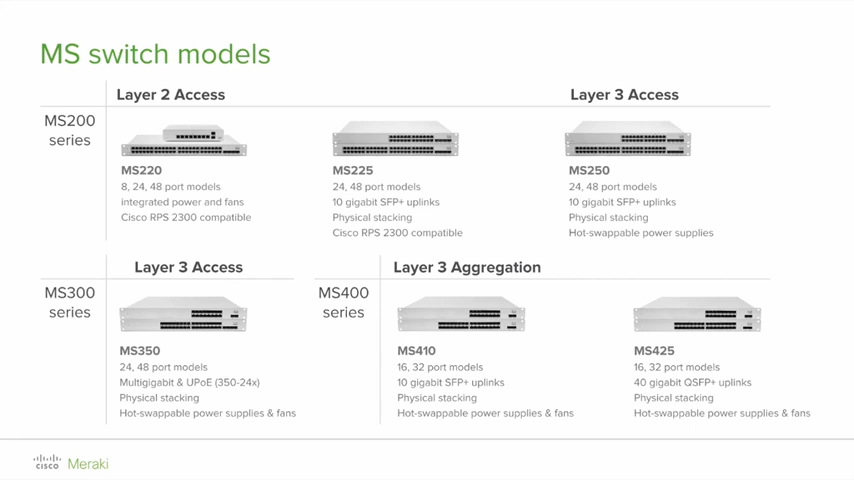 MS switch models
Layer 2 Access
Layer 3 Access
MS200
series
MS220
8, 24, 48 port models
integrated power and fans
Cisco RPS 2300 compatible
MS225
24, 48 port models
10 gigabit SFP+ uplinks
Physical stacking
Cisco RPS 2300 compatible
MS250
24, 48 port models
10 gigabit SFP+ uplinks
Physical stacking
Hot-swappable power supplies
Layer 3 Access
MS300
series
MS350
24, 48 port models
Multigigabit & UPoE (350-24x)
Physical stacking
Hot-swappable power supplies & fans
Layer 3 Aggregation
MS400
series
MS410
16, 32 port models
10 gigabit SFP+ uplinks
Physical stacking
Hot-swappable power supplies & fans
MS425
16, 32 port models
40 gigabit QSFP+ uplinks
Physical stacking
Hot-swappable power supplies & fans
CISCO Meraki